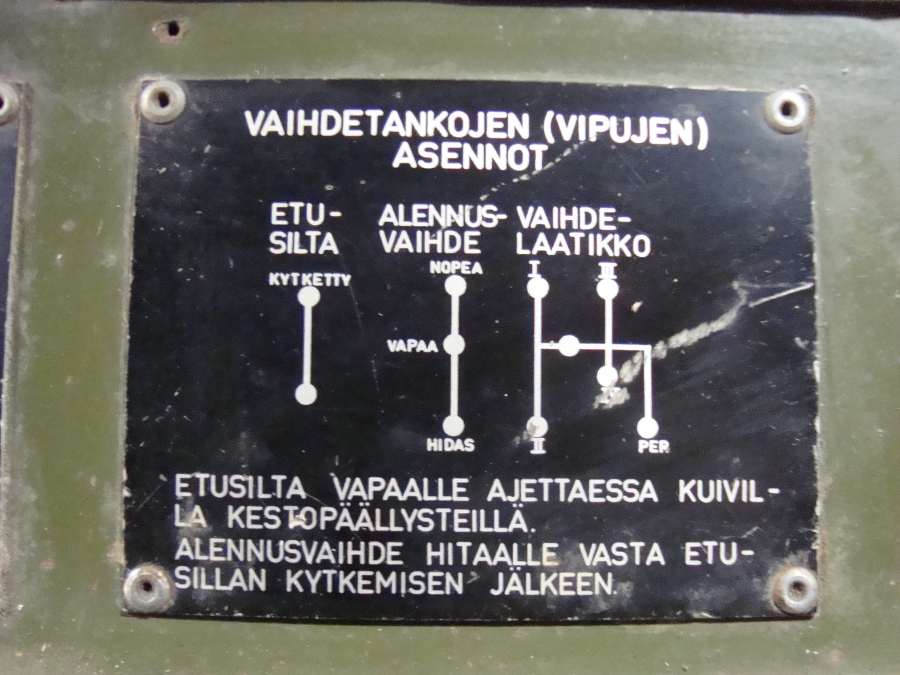 VAIHDETANKOJEN (VIPUJEN)
ASENNOT
ETU-
SILTA
ALENNUS-
VAIHDE
VAIHDE-
LAATIKKO
KYTKETTY
NOPEA
VAPAA
HIDAS
I
III
II
PER
ETUSILTA VAPAALLE AJETTAESSA KUIVIL-
LA KESTOPÄÄLLYSTEILLÄ.
ALENNUSVAIHDE HITAALLE VASTA ETU-
SILLAN KYTKEMISEN JÄLKEEN.